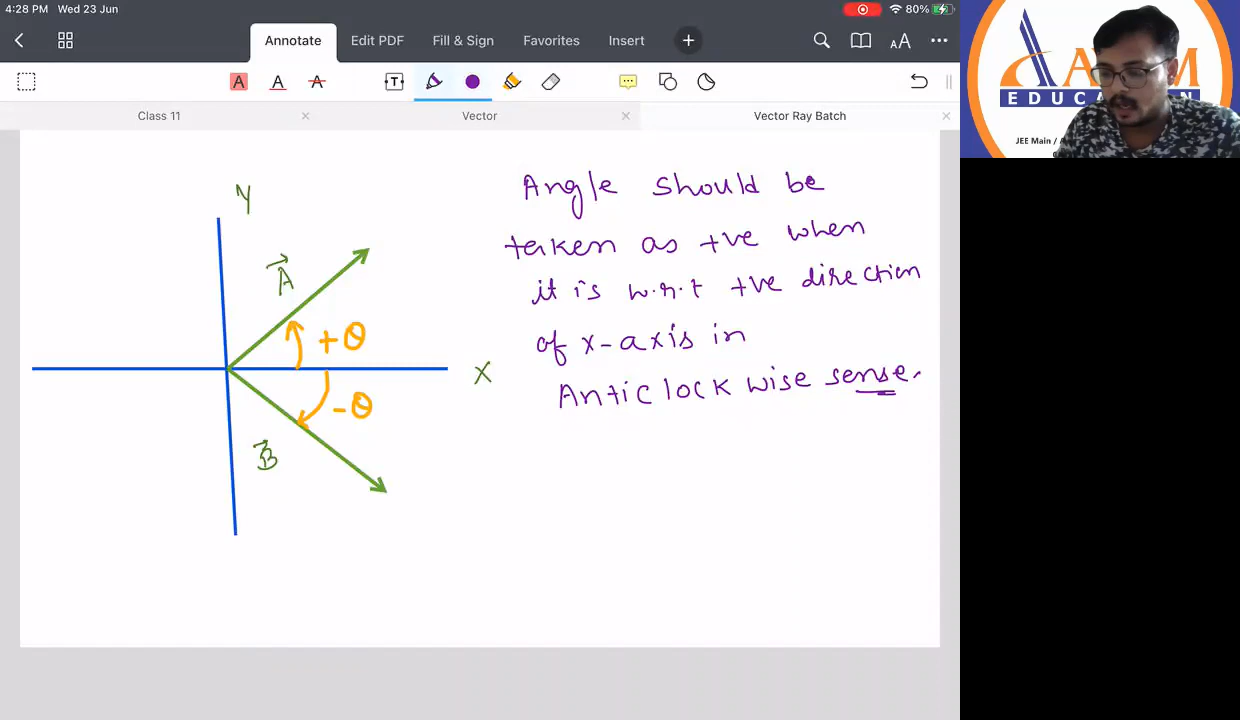 4:28 PM Wed 23 Jun
80%
Annotate Edit PDF Fill & Sign Favorites Insert
Class 11
Vector
Vector Ray Batch
EDUCATION
JEE Main /
Y
A
+θ
X
-θ
B
Angle should be
taken as +ve when
it is w.r.t +ve direction
of x-axis in
Anticlockwise sense.